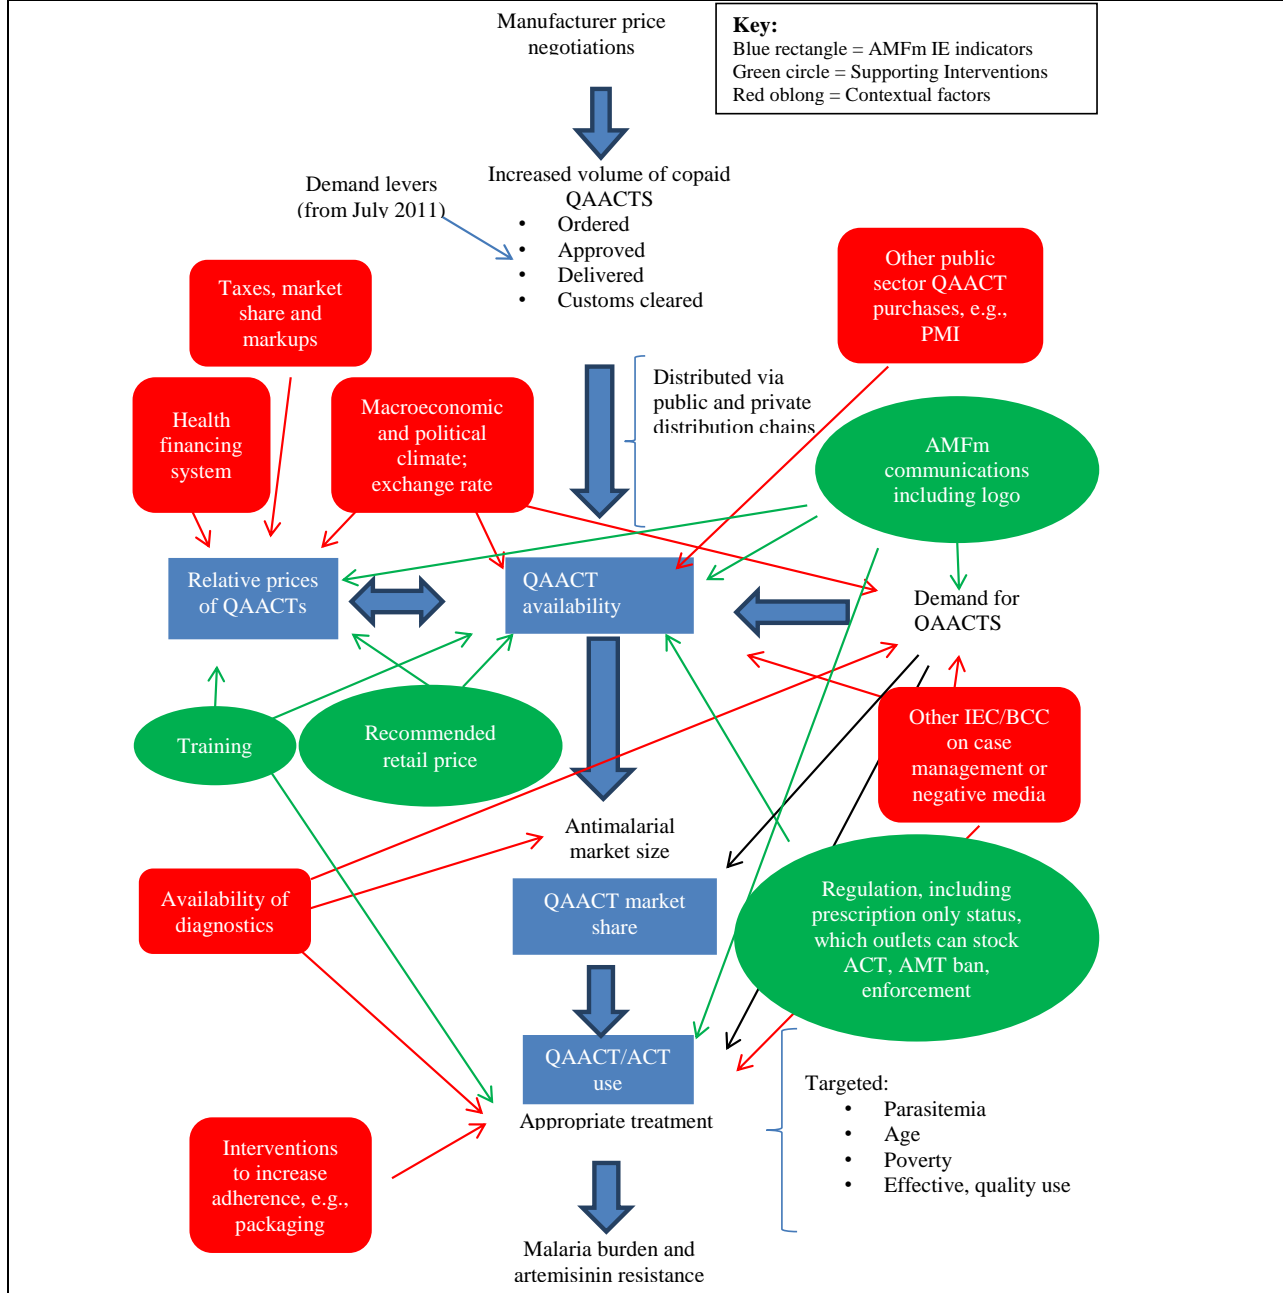 Manufacturer price
negotiations
Key:
Blue rectangle = AMFm IE indicators
Green circle = Supporting Interventions
Red oblong = Contextual factors
Demand levers
(from July 2011)
Increased volume of copaid
QAACTS
• Ordered
• Approved
• Delivered
• Customs cleared
Other public
sector QAACT
purchases, e.g.,
PMI
Taxes, market
share and
markups
Health
financing
system
Macroeconomic
and political
climate;
exchange rate
Distributed via
public and private
distribution chains
AMFm
communications
including logo
Relative prices
of QAACTs
QAACT
availability
Demand for
QAACTS
Training
Recommended
retail price
Other IEC/BCC
on case
management or
negative media
Antimalarial
market size
Availability of
diagnostics
QAACT market
share
Regulation, including
prescription only status,
which outlets can stock
ACT, AMT ban,
enforcement
QAACT/ACT
use
Appropriate treatment
Targeted:
• Parasitemia
• Age
• Poverty
• Effective, quality use
Interventions
to increase
adherence, e.g.,
packaging
Malaria burden and
artemisinin resistance